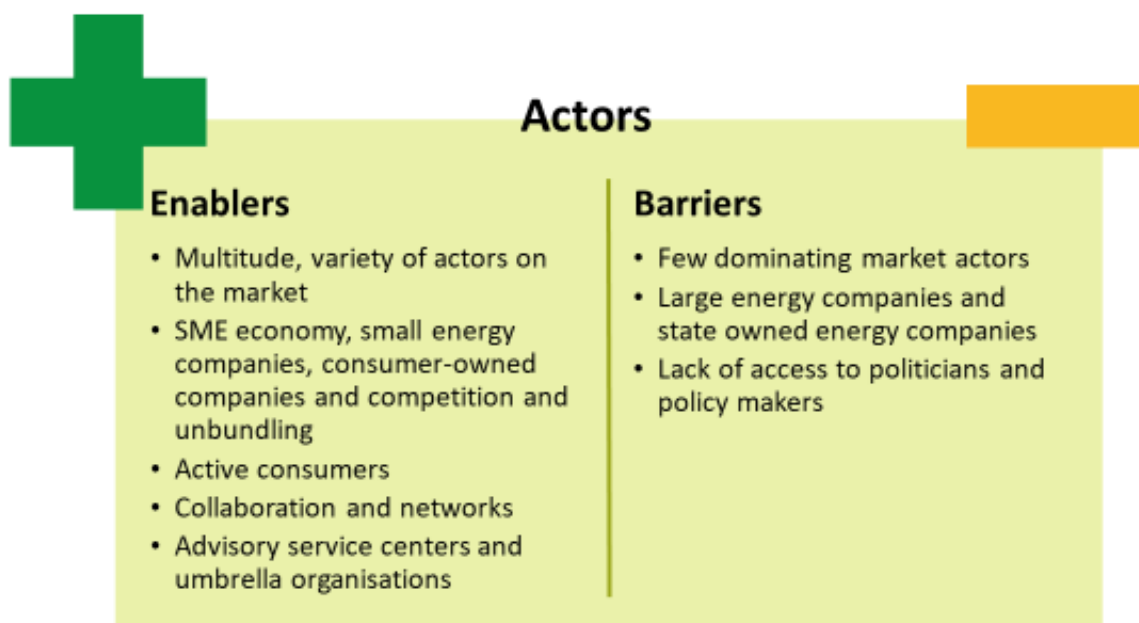 Actors
Enablers
• Multitude, variety of actors on
the market
• SME economy, small energy
companies, consumer-owned
companies and competition and
unbundling
• Active consumers
• Collaboration and networks
• Advisory service centers and
umbrella organisations
Barriers
• Few dominating market actors
• Large energy companies and
state owned energy companies
• Lack of access to politicians and
policy makers